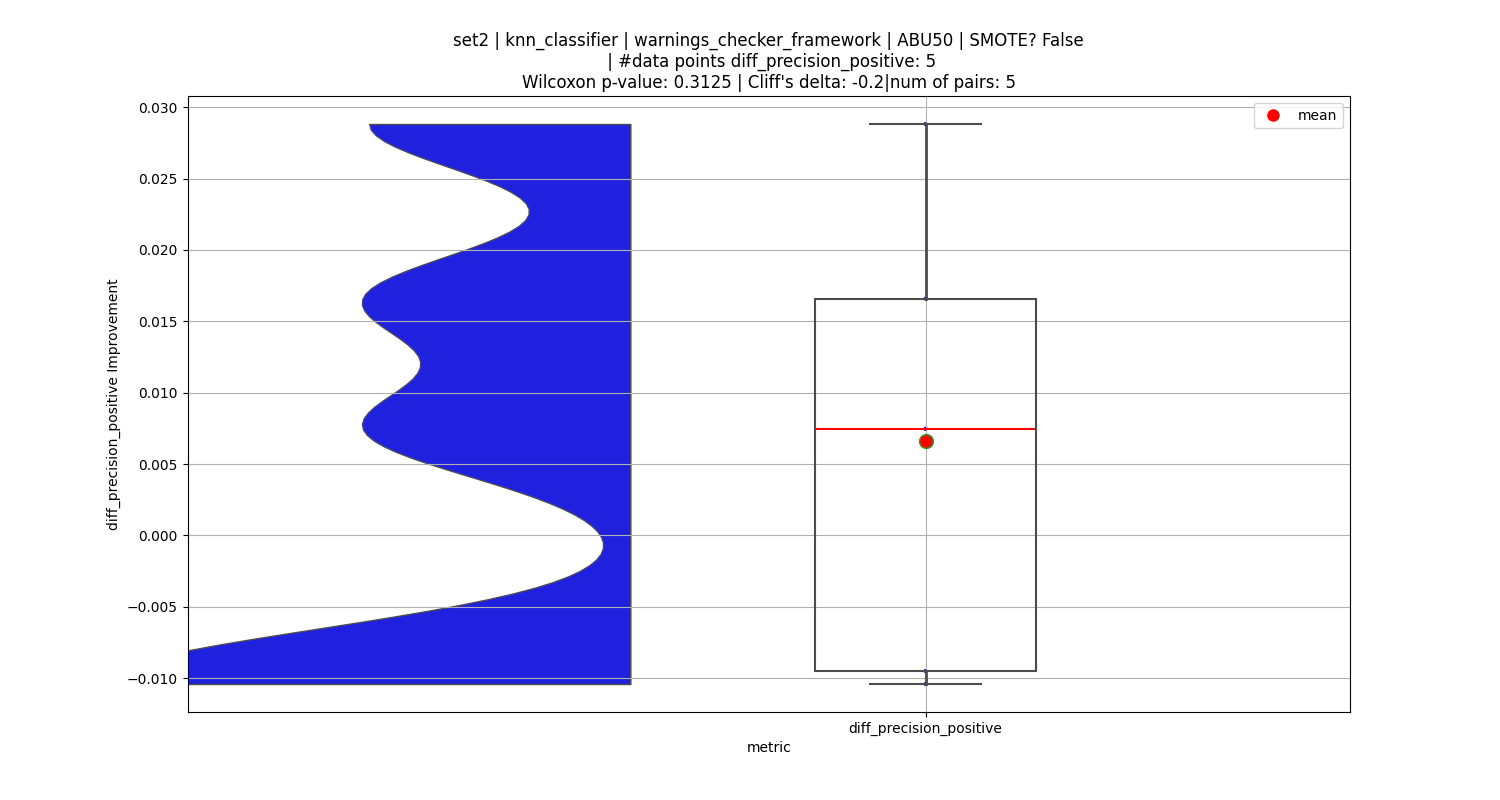 set2 | knn_classifier | warnings_checker_framework | ABU50 | SMOTE? False
| #data points diff_precision_positive: 5
Wilcoxon p-value: 0.3125 | Cliff's delta: -0.2|num of pairs: 5
mean
0.030
0.025
0.020
0.015
0.010
0.005
0.000
−0.005
−0.010
diff_precision_positive Improvement
diff_precision_positive
metric